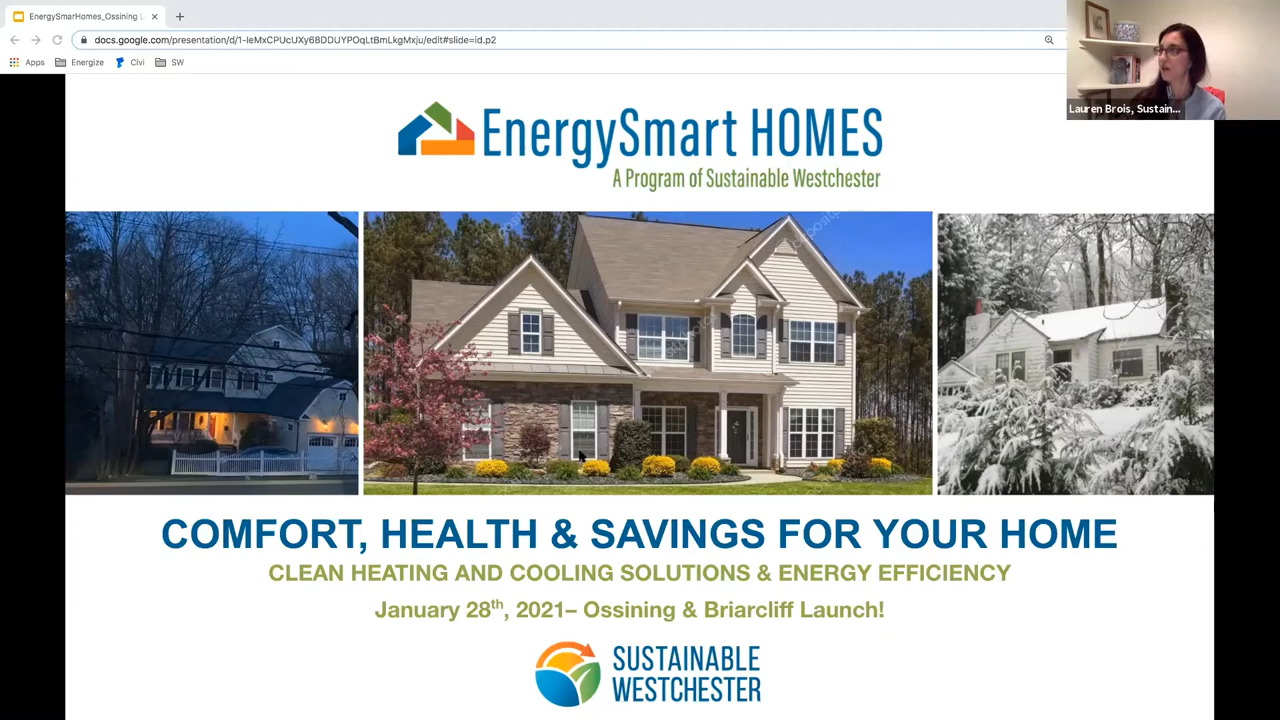 EnergySmarHomes_Ossining L
docs.google.com/presentation/d/1-IeMxCPUcUXy68DDUYPOqLtBmLkgMxju/edit#slide=id.p2
Apps Energize Civi SW
Lauren Brois, Sustain...
EnergySmart HOMES
A Program of Sustainable Westchester
COMFORT, HEALTH & SAVINGS FOR YOUR HOME
CLEAN HEATING AND COOLING SOLUTIONS & ENERGY EFFICIENCY
January 28th, 2021– Ossining & Briarcliff Launch!
SUSTAINABLE
WESTCHESTER